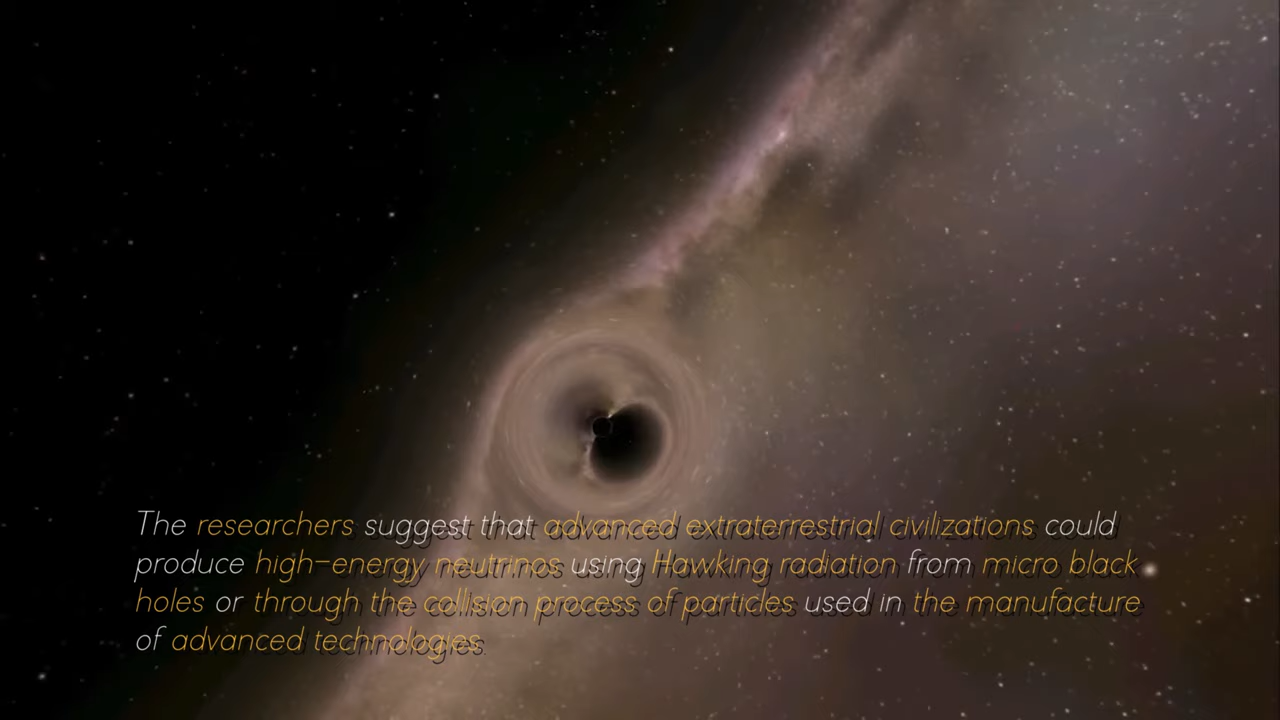 The researchers suggest that advanced extraterrestrial civilizations could
produce high-energy neutrinos using Hawking radiation from micro black
holes or through the collision process of particles used in the manufacture
of advanced technologies.